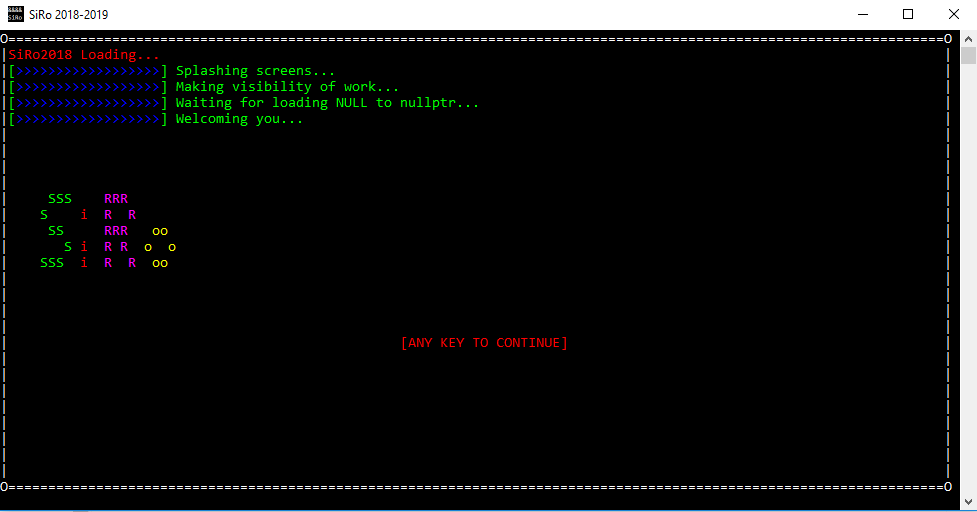 SiRo 2018-2019
O=====================================================================================================================O
|SiRo2018 Loading... |
|[>>>>>>>>>>>>>>>>>>] Splashing screens... |
|[>>>>>>>>>>>>>>>>>>] Making visibility of work... |
|[>>>>>>>>>>>>>>>>>>] Waiting for loading NULL to nullptr... |
|[>>>>>>>>>>>>>>>>>>] Welcoming you... |
SSS    RRR
S    i  R  R
SS     RRR   oo
S i  R R  o  o
SSS  i  R  R  oo
[ANY KEY TO CONTINUE]
O=====================================================================================================================O